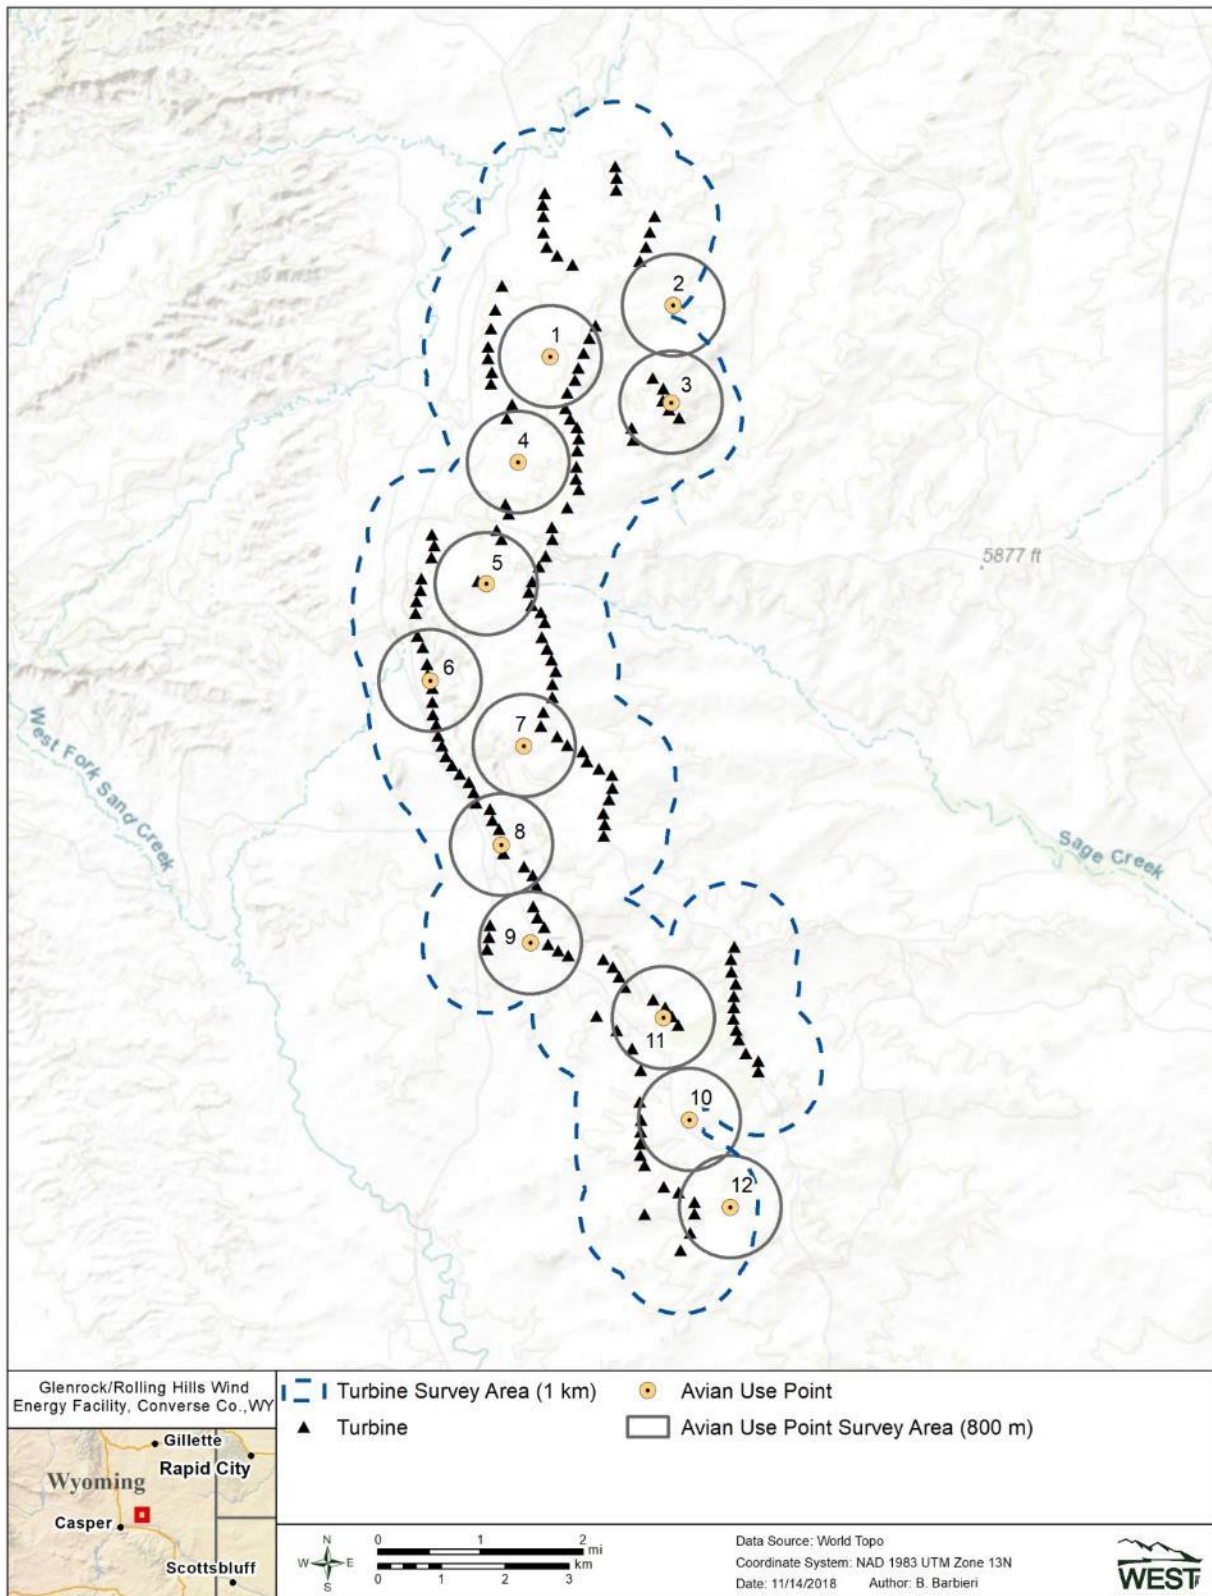 2
1
3
4
5877 ft
5
6
West Fork Sand Creek
7
8
Sage Creek
9
11
10
12
Glenrock/Rolling Hills Wind
Energy Facility, Converse Co.,WY
Turbine Survey Area (1 km)
Avian Use Point
Turbine
Avian Use Point Survey Area (800 m)
Gillette
Rapid City
Wyoming
Casper
Scottsbluff
N
W E
S
0 1 2
mi
km
0 1 2 3
Data Source: World Topo
Coordinate System: NAD 1983 UTM Zone 13N
Date: 11/14/2018 Author: B. Barbieri
WEST